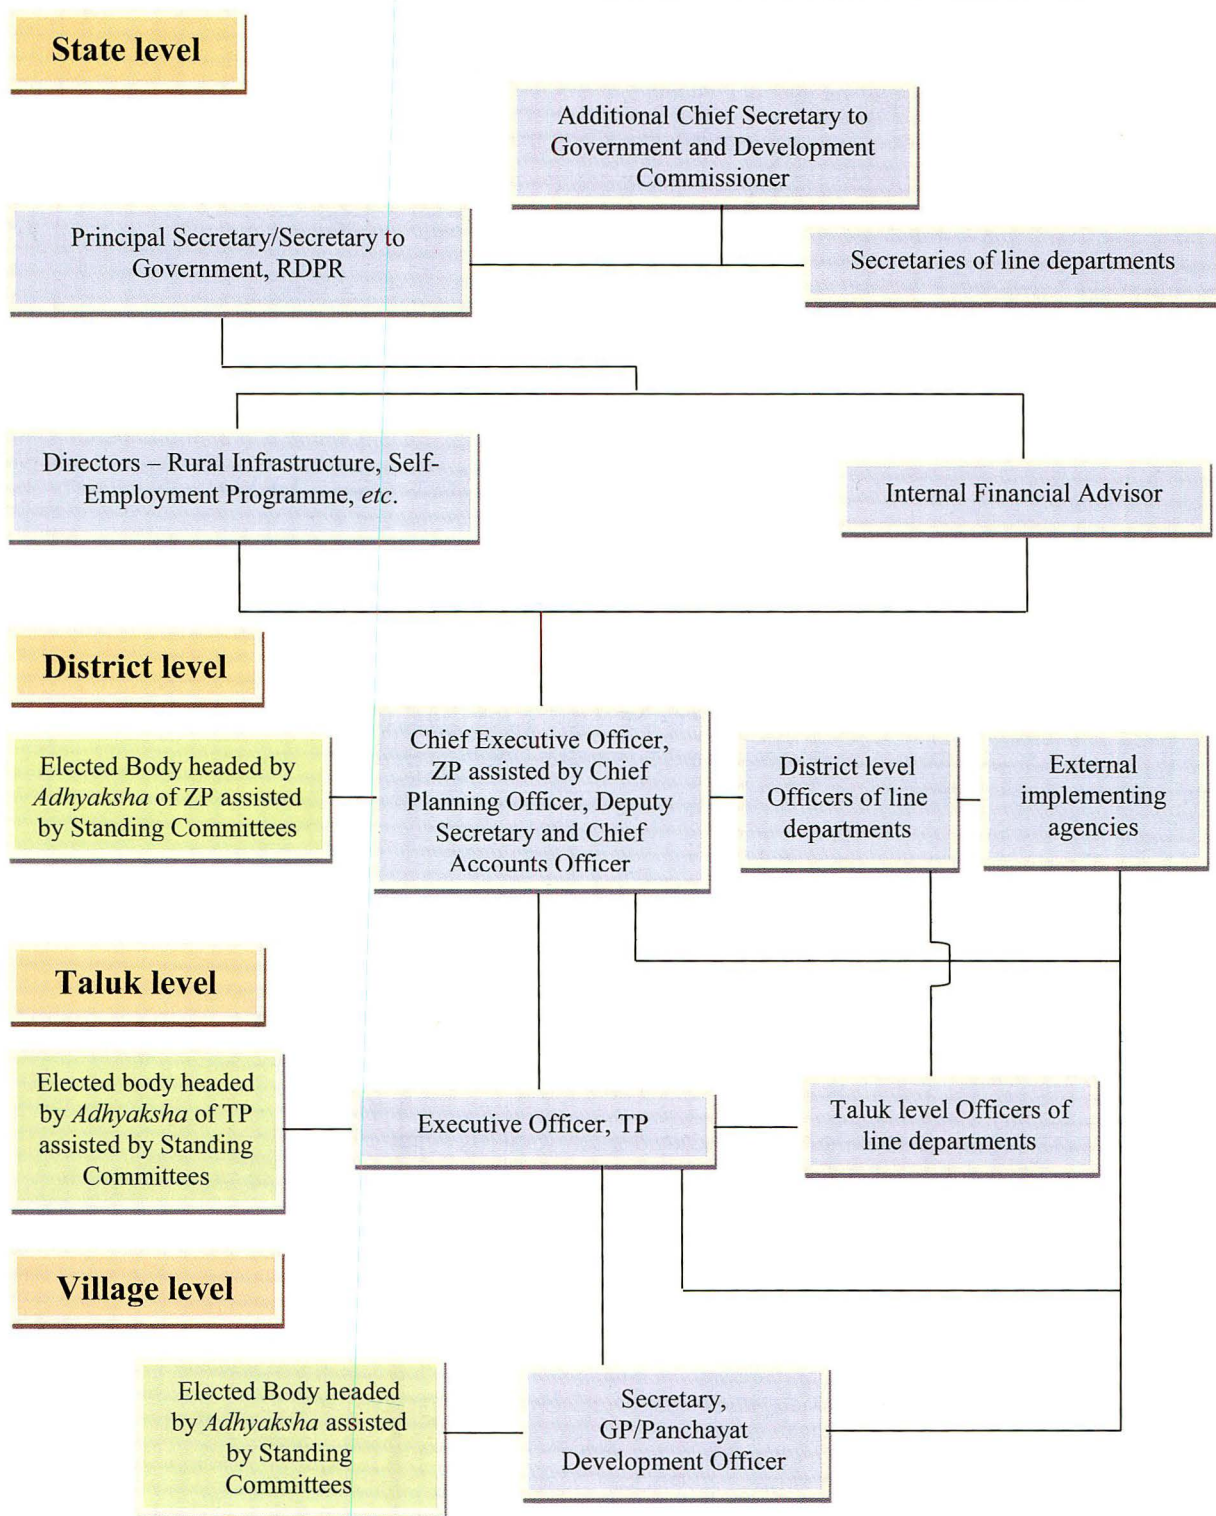 State level
Additional Chief Secretary to
Government and Development
Commissioner
Principal Secretary/Secretary to
Government, RDPR
Secretaries of line departments
Directors – Rural Infrastructure, Self-
Employment Programme, etc.
Internal Financial Advisor
District level
Elected Body headed by
Adhyaksha of ZP assisted
by Standing Committees
Chief Executive Officer,
ZP assisted by Chief
Planning Officer, Deputy
Secretary and Chief
Accounts Officer
District level
Officers of line
departments
External
implementing
agencies
Taluk level
Elected body headed
by Adhyaksha of TP
assisted by Standing
Committees
Executive Officer, TP
Taluk level Officers of
line departments
Village level
Elected Body headed
by Adhyaksha assisted
by Standing
Committees
Secretary,
GP/Panchayat
Development Officer